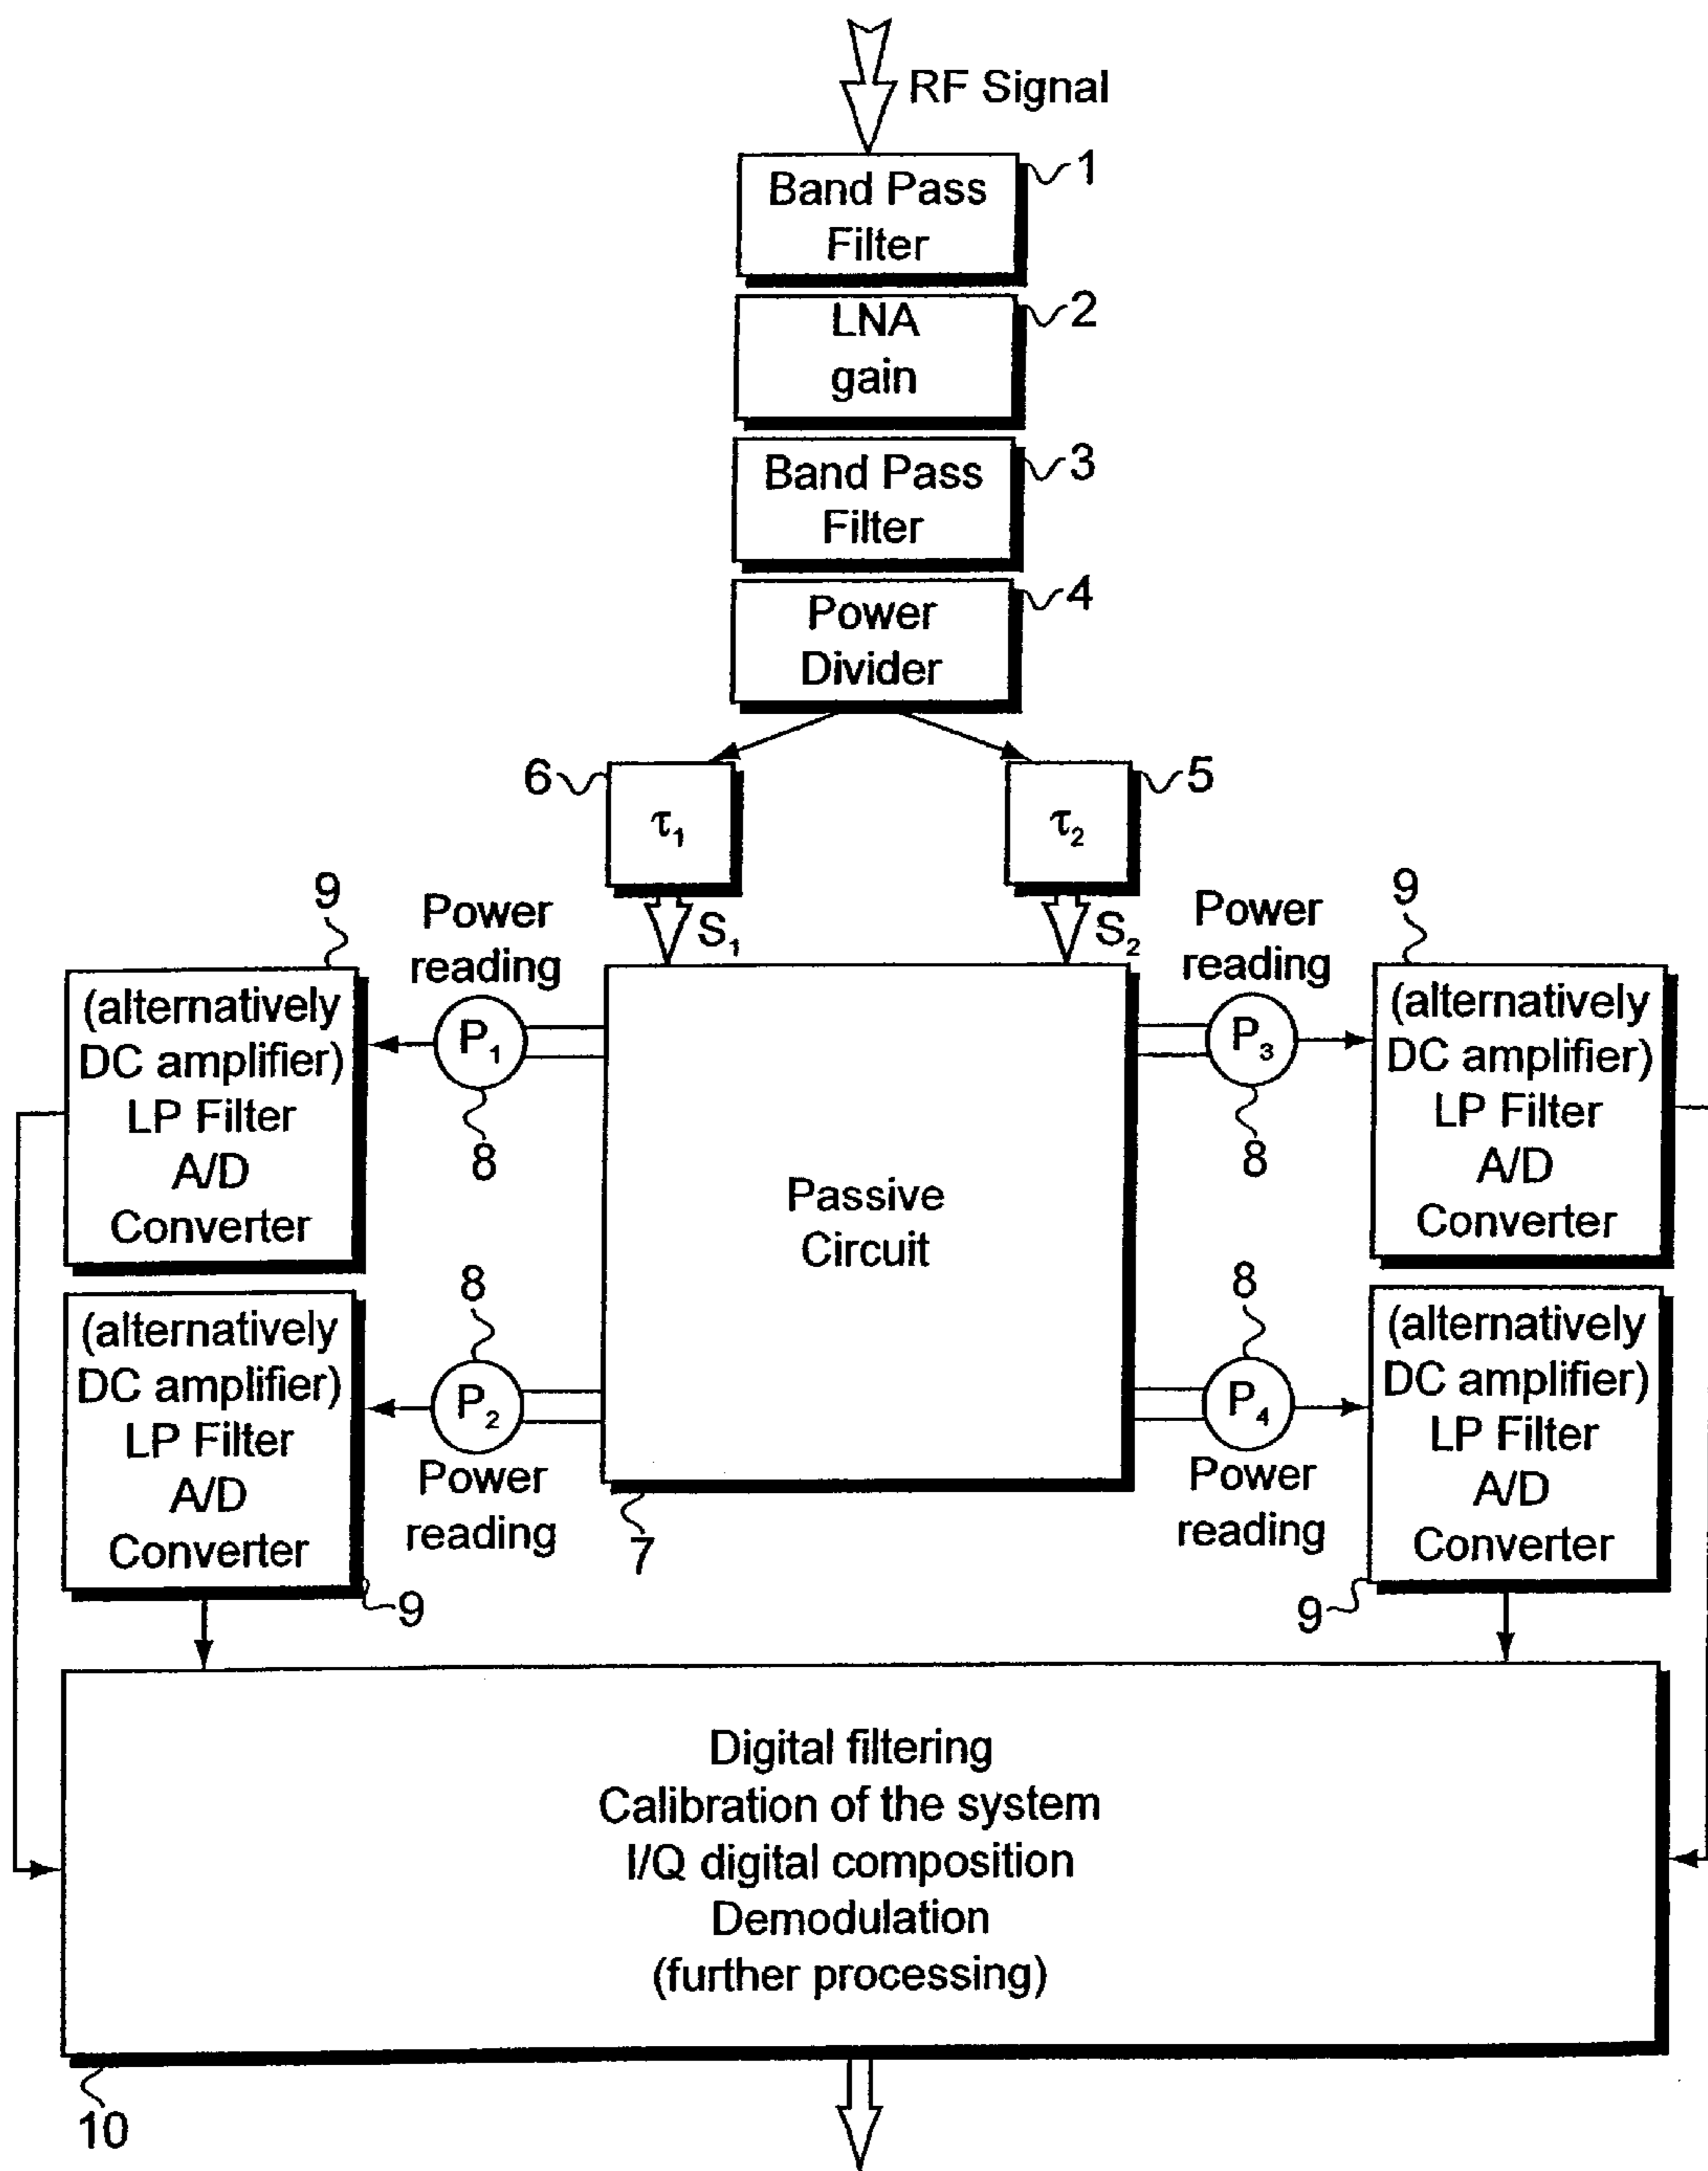 RF Signal
1
Band Pass
Filter
2
LNA
gain
3
Band Pass
Filter
4
Power
Divider
6
τ₁
5
τ₂
S₁
S₂
9
Power
reading
Power
reading
9
(alternatively
DC amplifier)
LP Filter
A/D
Converter
P₁
8
Passive
Circuit
P₃
8
(alternatively
DC amplifier)
LP Filter
A/D
Converter
(alternatively
DC amplifier)
LP Filter
A/D
Converter
9
8
P₂
Power
reading
7
8
P₄
Power
reading
(alternatively
DC amplifier)
LP Filter
A/D
Converter
9
Digital filtering
Calibration of the system
I/Q digital composition
Demodulation
(further processing)
10